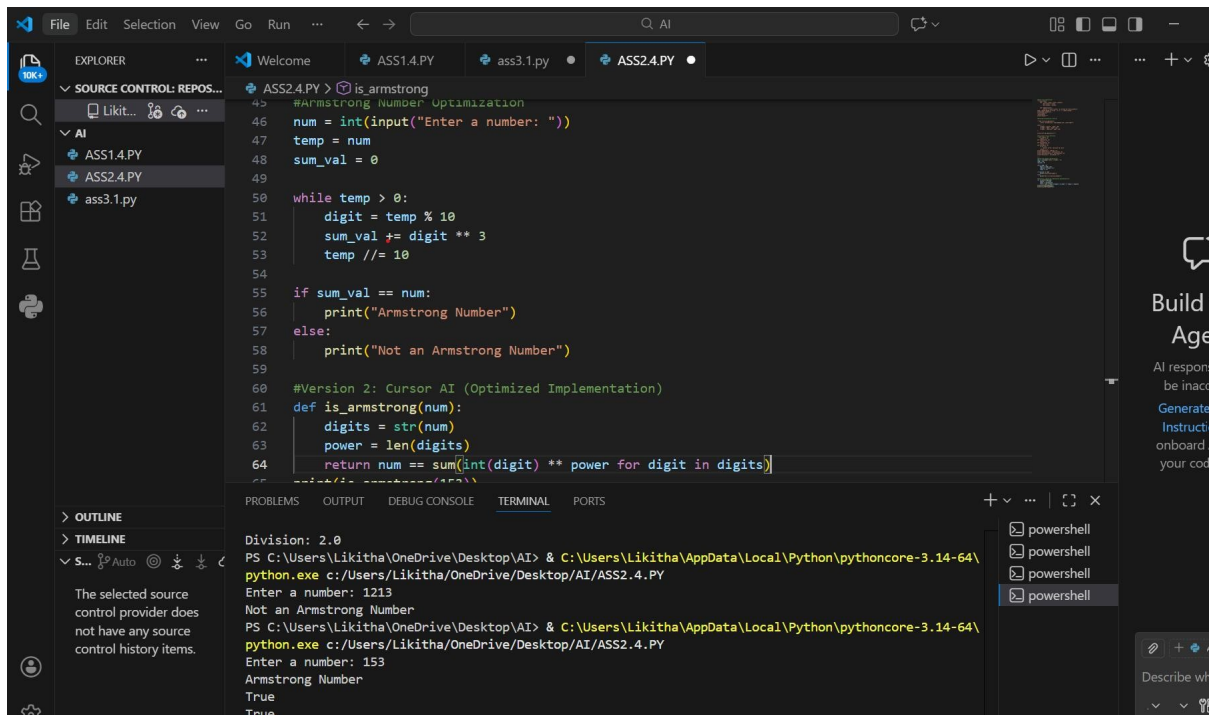 File Edit Selection View Go Run ··· AI
EXPLORER ···
10K+
SOURCE CONTROL: REPOS...
Likit... ···
AI
ASS1.4.PY
ASS2.4.PY
ass3.1.py
OUTLINE
TIMELINE
S... Auto
The selected source
control provider does
not have any source
control history items.
Welcome ASS1.4.PY ass3.1.py ASS2.4.PY
ASS2.4.PY > is_armstrong
45 #Armstrong Number Optimization
46 num = int(input("Enter a number: "))
47 temp = num
48 sum_val = 0
49
50 while temp > 0:
51 digit = temp % 10
52 sum_val += digit ** 3
53 temp //= 10
54
55 if sum_val == num:
56 print("Armstrong Number")
57 else:
58 print("Not an Armstrong Number")
59
60 #Version 2: Cursor AI (Optimized Implementation)
61 def is_armstrong(num):
62 digits = str(num)
63 power = len(digits)
64 return num == sum(int(digit) ** power for digit in digits)
65 print(is_armstrong(153))
PROBLEMS OUTPUT DEBUG CONSOLE TERMINAL PORTS
Division: 2.0
PS C:\Users\Likitha\OneDrive\Desktop\AI> & C:\Users\Likitha\AppData\Local\Python\pythoncore-3.14-64\
python.exe c:/Users/Likitha/OneDrive/Desktop/AI/ASS2.4.PY
Enter a number: 1213
Not an Armstrong Number
PS C:\Users\Likitha\OneDrive\Desktop\AI> & C:\Users\Likitha\AppData\Local\Python\pythoncore-3.14-64\
python.exe c:/Users/Likitha/OneDrive/Desktop/AI/ASS2.4.PY
Enter a number: 153
Armstrong Number
True
True
powershell
powershell
powershell
powershell
Build
Age
AI respon
be inacc
Generate
Instructi
onboard
your cod
Describe wh